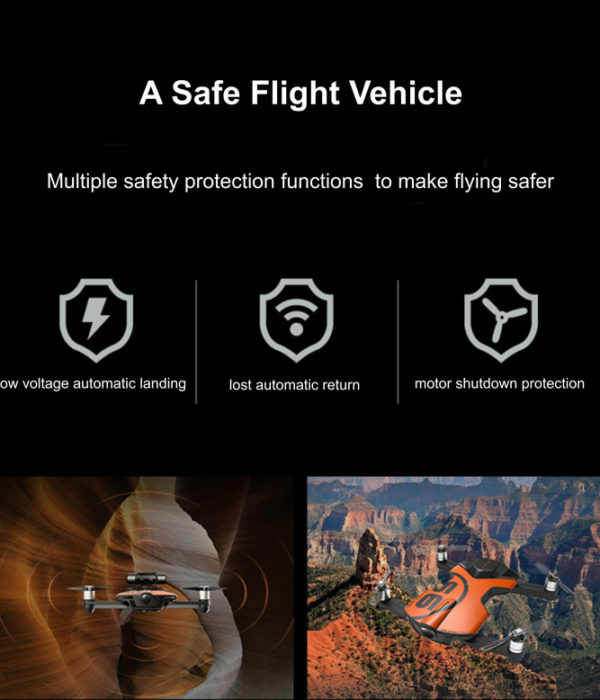 A Safe Flight Vehicle
Multiple safety protection functions to make flying safer
ow voltage automatic landing
lost automatic return
motor shutdown protection